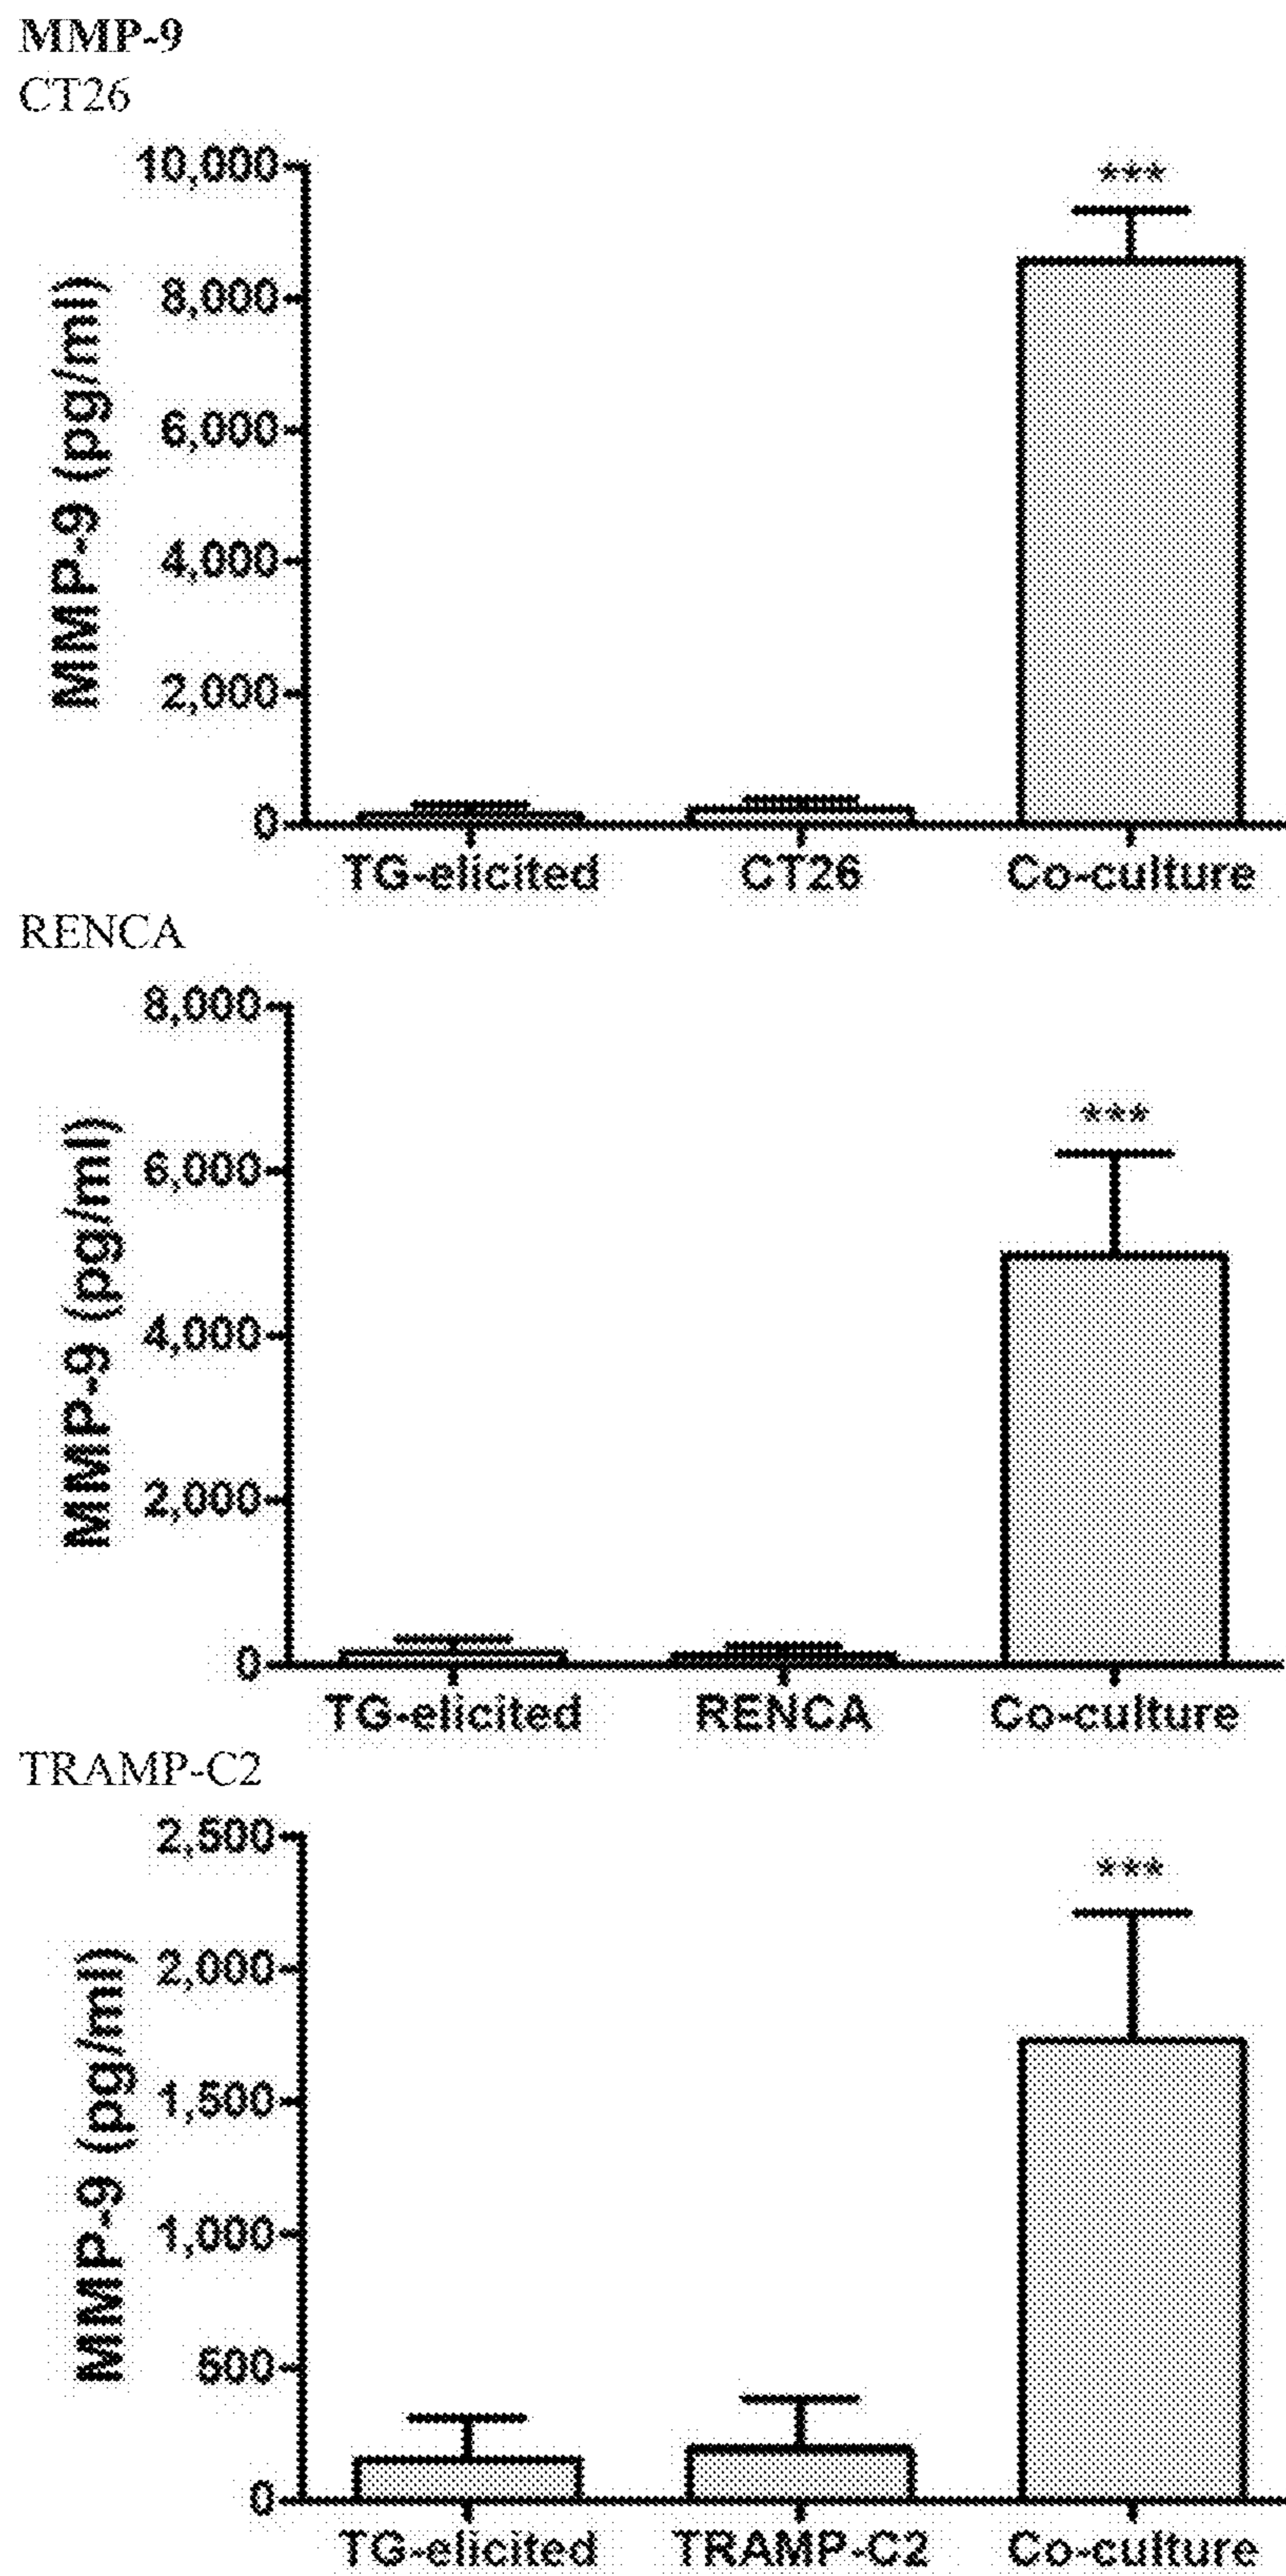 MMP-9
CT26
10,000
8,000
6,000
4,000
2,000
0
MMP-9 (pg/ml)
***
TG-elicited CT26 Co-culture
RENCA
8,000
6,000
4,000
2,000
0
MMP-9 (pg/ml)
***
TG-elicited RENCA Co-culture
TRAMP-C2
2,500
2,000
1,500
1,000
500
0
MMP-9 (pg/ml)
***
TG-elicited TRAMP-C2 Co-culture